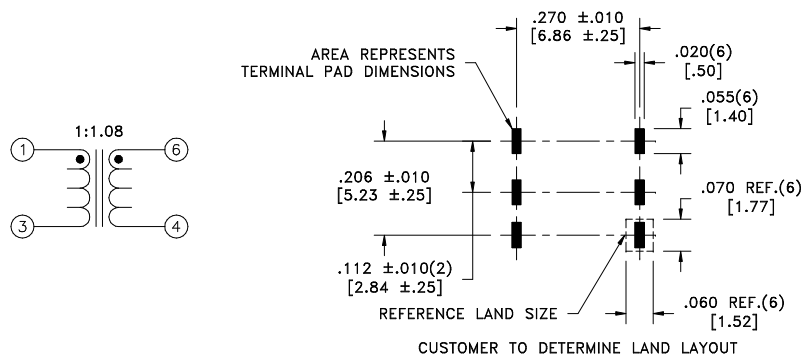 1:1.08
1
6
3
4
.270 ±.010
[6.86 ±.25]
AREA REPRESENTS
TERMINAL PAD DIMENSIONS
.020(6)
[.50]
.055(6)
[1.40]
.206 ±.010
[5.23 ±.25]
.070 REF.(6)
[1.77]
.112 ±.010(2)
[2.84 ±.25]
REFERENCE LAND SIZE
.060 REF.(6)
[1.52]
CUSTOMER TO DETERMINE LAND LAYOUT